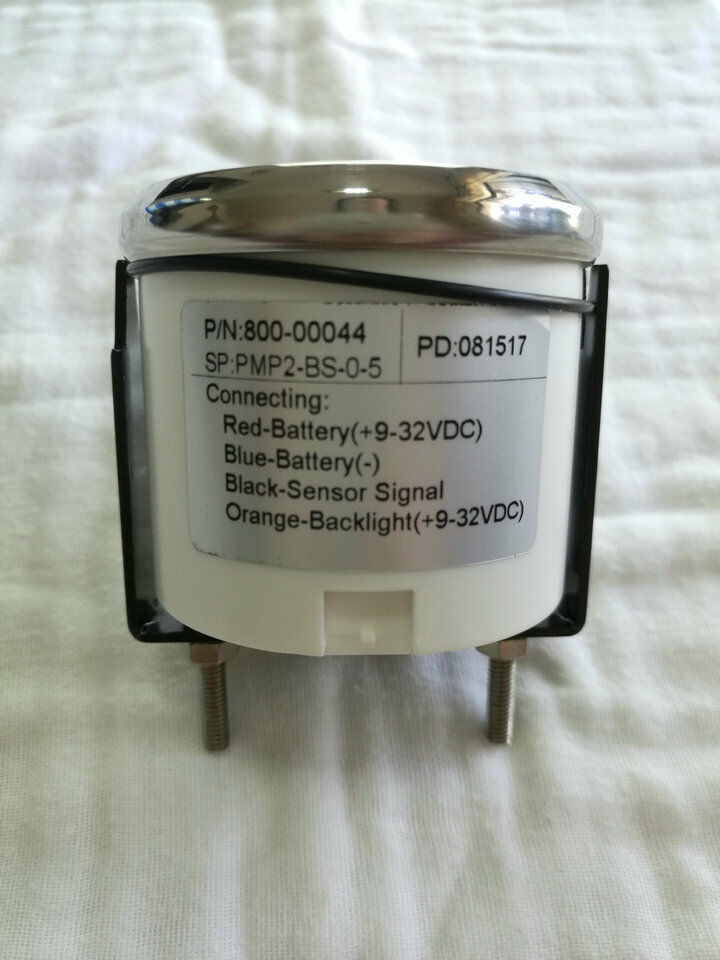 P/N:800-00044
PD:081517
SP:PMP2-BS-0-5
Connecting:
Red-Battery(+9-32VDC)
Blue-Battery(-)
Black-Sensor Signal
Orange-Backlight(+9-32VDC)